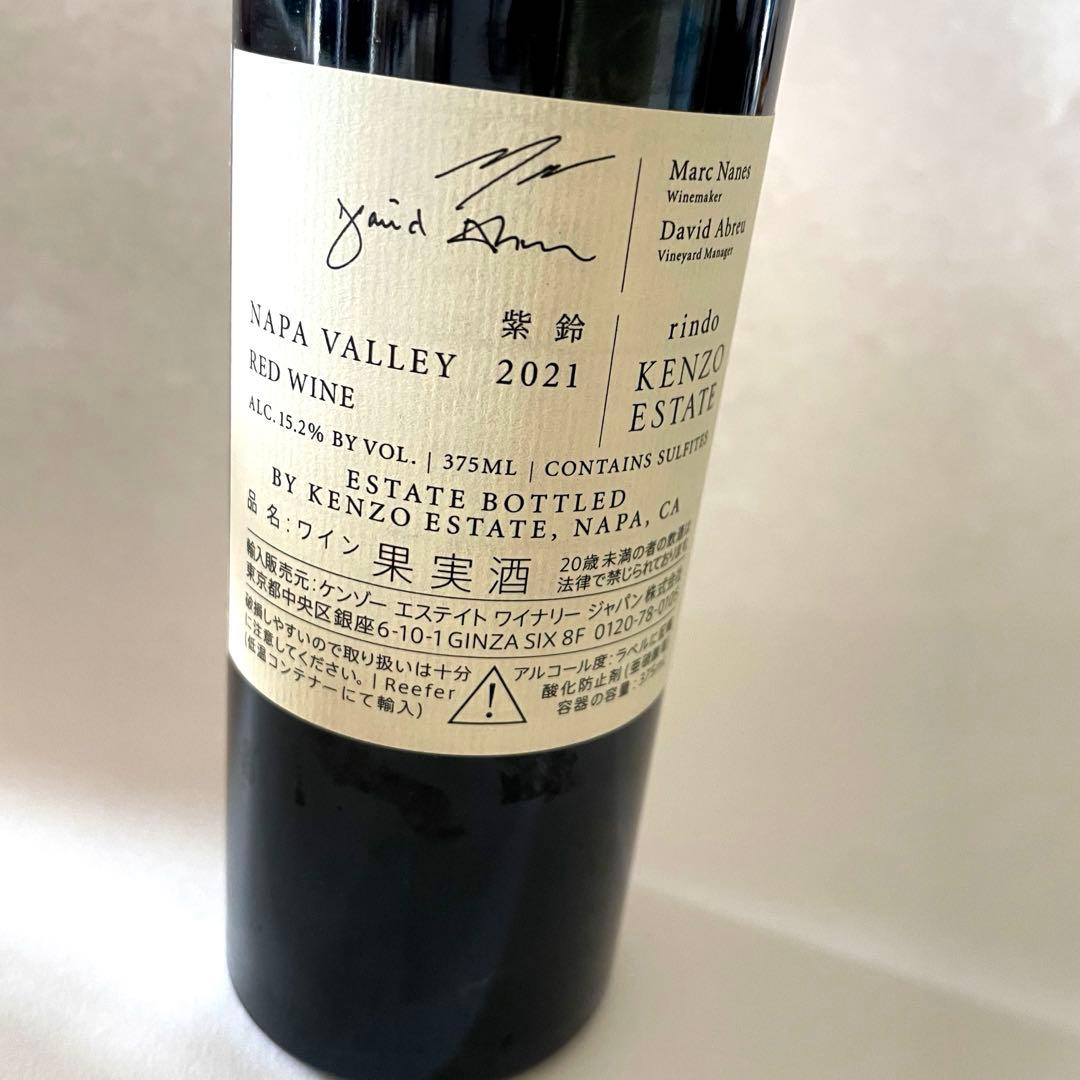 David Abreu
Marc Nanes
Winemaker
David Abreu
Vineyard Manager
NAPA VALLEY
RED WINE
紫鈴
2021
rindo
KENZO
ESTATE
ALC. 15.2% BY VOL. | 375ML | CONTAINS SULFITES
ESTATE BOTTLED
BY KENZO ESTATE, NAPA, CA
品名:ワイン 果実酒
20歳未満の者の飲酒は
法律で禁じられております
輸入販売元:ケンゾー エステイト ワイナリー ジャパン株式会社
東京都中央区銀座6-10-1 GINZA SIX 8F 0120-78-
破損しやすいので取り扱いは十分
に注意してください。| Reefer
(低温コンテナーにて輸入)
アルコール度:ラベルに記載
酸化防止剤(亜硫酸
容器の容量:375